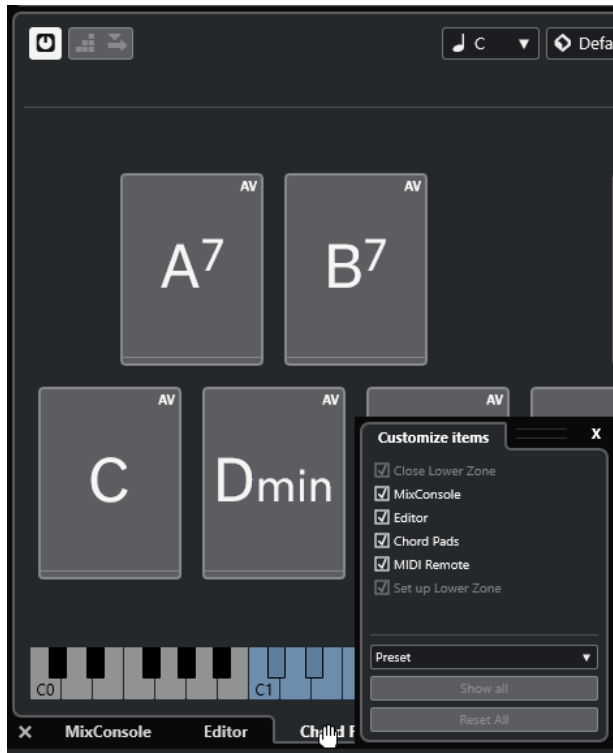 C
Defa
AV
AV
A7
B7
AV
AV
AV
C
Dmin
Customize items
X
Close Lower Zone
MixConsole
Editor
Chord Pads
MIDI Remote
Set up Lower Zone
Preset
Show all
Reset All
C0
C1
MixConsole
Editor